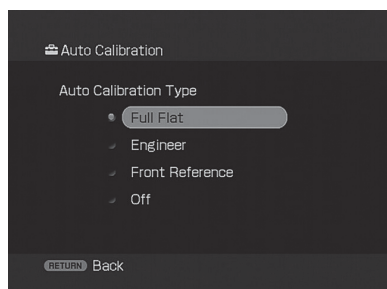 Auto Calibration
Auto Calibration Type
Full Flat
Engineer
Front Reference
Off
RETURN Back